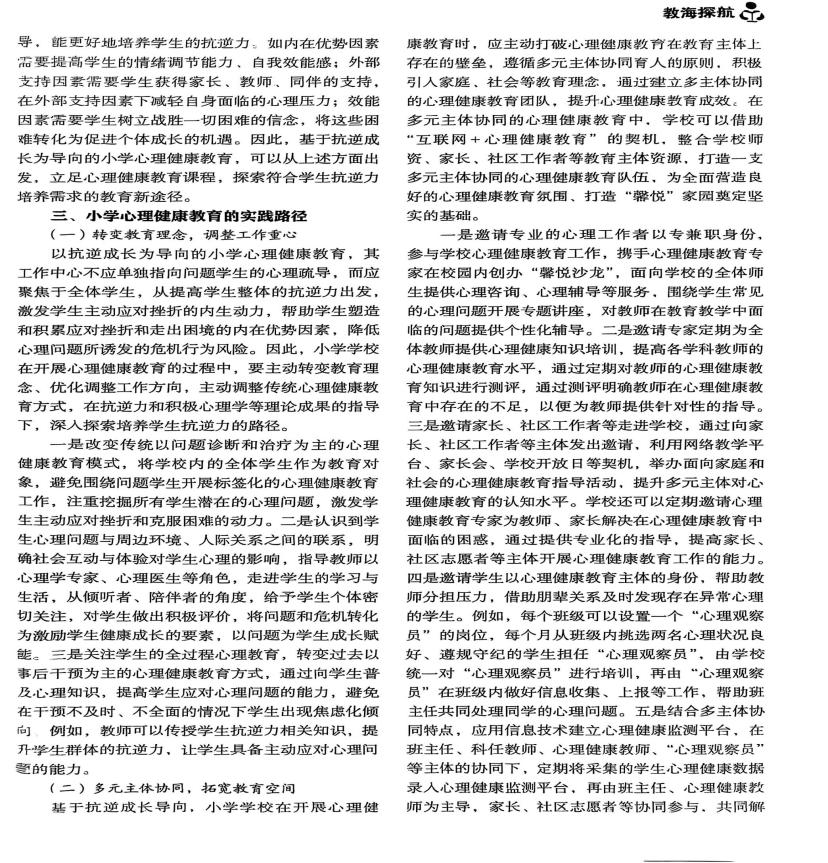 教海探航
导，能更好地培养学生的抗逆力。如内在优势因素
需要提高学生的情绪调节能力、自我效能感；外部
支持因素需要学生获得家长、教师、同伴的支持，
在外部支持因素下减轻自身面临的心理压力；效能
因素需要学生树立战胜一切困难的信念，将这些困
难转化为促进个体成长的机遇。因此，基于抗逆成
长为导向的小学心理健康教育，可以从上述方面出
发，立足心理健康教育课程，探索符合学生抗逆力
培养需求的教育新途径。
三、小学心理健康教育的实践路径
（一）转变教育理念，调整工作重心
以抗逆成长为导向的小学心理健康教育，其
工作中心不应单独指向问题学生的心理疏导，而应
聚焦于全体学生，从提高学生整体的抗逆力出发，
激发学生主动应对挫折的内生动力，帮助学生塑造
和积累应对挫折和走出困境的内在优势因素，降低
心理问题所诱发的危机行为风险。因此，小学学校
在开展心理健康教育的过程中，要主动转变教育理
念、优化调整工作方向，主动调整传统心理健康教
育方式，在抗逆力和积极心理学等理论成果的指导
下，深入探索培养学生抗逆力的路径。
一是改变传统以问题诊断和治疗为主的心理
健康教育模式，将学校内的全体学生作为教育对
象，避免围绕问题学生开展标签化的心理健康教育
工作，注重挖掘所有学生潜在的心理问题，激发学
生主动应对挫折和克服困难的动力。二是认识到学
生心理问题与周边环境、人际关系之间的联系，明
确社会互动与体验对学生心理的影响，指导教师以
心理学专家、心理医生等角色，走进学生的学习与
生活，从倾听者、陪伴者的角度，给予学生个体密
切关注，对学生做出积极评价，将问题和危机转化
为激励学生健康成长的要素，以问题为学生成长赋
能。三是关注学生的全过程心理教育，转变过去以
事后干预为主的心理健康教育方式，通过向学生普
及心理知识，提高学生应对心理问题的能力，避免
在干预不及时、不全面的情况下学生出现焦虑化倾
向。例如，教师可以传授学生抗逆力相关知识，提
升学生群体的抗逆力，让学生具备主动应对心理问
题的能力。
（二）多元主体协同，拓宽教育空间
基于抗逆成长导向，小学学校在开展心理健
康教育时，应主动打破心理健康教育在教育主体上
存在的壁垒，遵循多元主体协同育人的原则，积极
引入家庭、社会等教育理念，通过建立多主体协同
的心理健康教育团队，提升心理健康教育成效。在
多元主体协同的心理健康教育中，学校可以借助
“互联网+心理健康教育”的契机，整合学校师
资、家长、社区工作者等教育主体资源，打造一支
多元主体协同的心理健康教育队伍，为全面营造良
好的心理健康教育氛围、打造“馨悦”家园奠定坚
实的基础。
一是邀请专业的心理工作者以专兼职身份，
参与学校心理健康教育工作，携手心理健康教育专
家在校园内创办“馨悦沙龙”，面向学校的全体师
生提供心理咨询、心理辅导等服务，围绕学生常见
的心理问题开展专题讲座，对教师在教育教学中面
临的问题提供个性化辅导。二是邀请专家定期为全
体教师提供心理健康知识培训，提高各学科教师的
心理健康教育水平，通过定期对教师的心理健康教
育知识进行测评，通过测评明确教师在心理健康教
育中存在的不足，以便为教师提供针对性的指导。
三是邀请家长、社区工作者等走进学校，通过向家
长、社区工作者等主体发出邀请，利用网络教学平
台、家长会、学校开放日等契机，举办面向家庭和
社会的心理健康教育指导活动，提升多元主体对心
理健康教育的认知水平。学校还可以定期邀请心理
健康教育专家为教师、家长解决在心理健康教育中
面临的困惑，通过提供专业化的指导，提高家长、
社区志愿者等主体开展心理健康教育工作的能力。
四是邀请学生以心理健康教育主体的身份，帮助教
师分担压力，借助朋辈关系及时发现存在异常心理
的学生。例如，每个班级可以设置一个“心理观察
员”的岗位，每个月从班级内挑选两名心理状况良
好、遵规守纪的学生担任“心理观察员”，由学校
统一对“心理观察员”进行培训，再由“心理观察
员”在班级内做好信息收集、上报等工作，帮助班
主任共同处理同学的心理问题。五是结合多主体协
同特点，应用信息技术建立心理健康监测平台，在
班主任、科任教师、心理健康教师、“心理观察员”
等主体的协同下，定期将采集的学生心理健康数据
录入心理健康监测平台，再由班主任、心理健康教
师为主导，家长、社区志愿者等协同参与，共同解